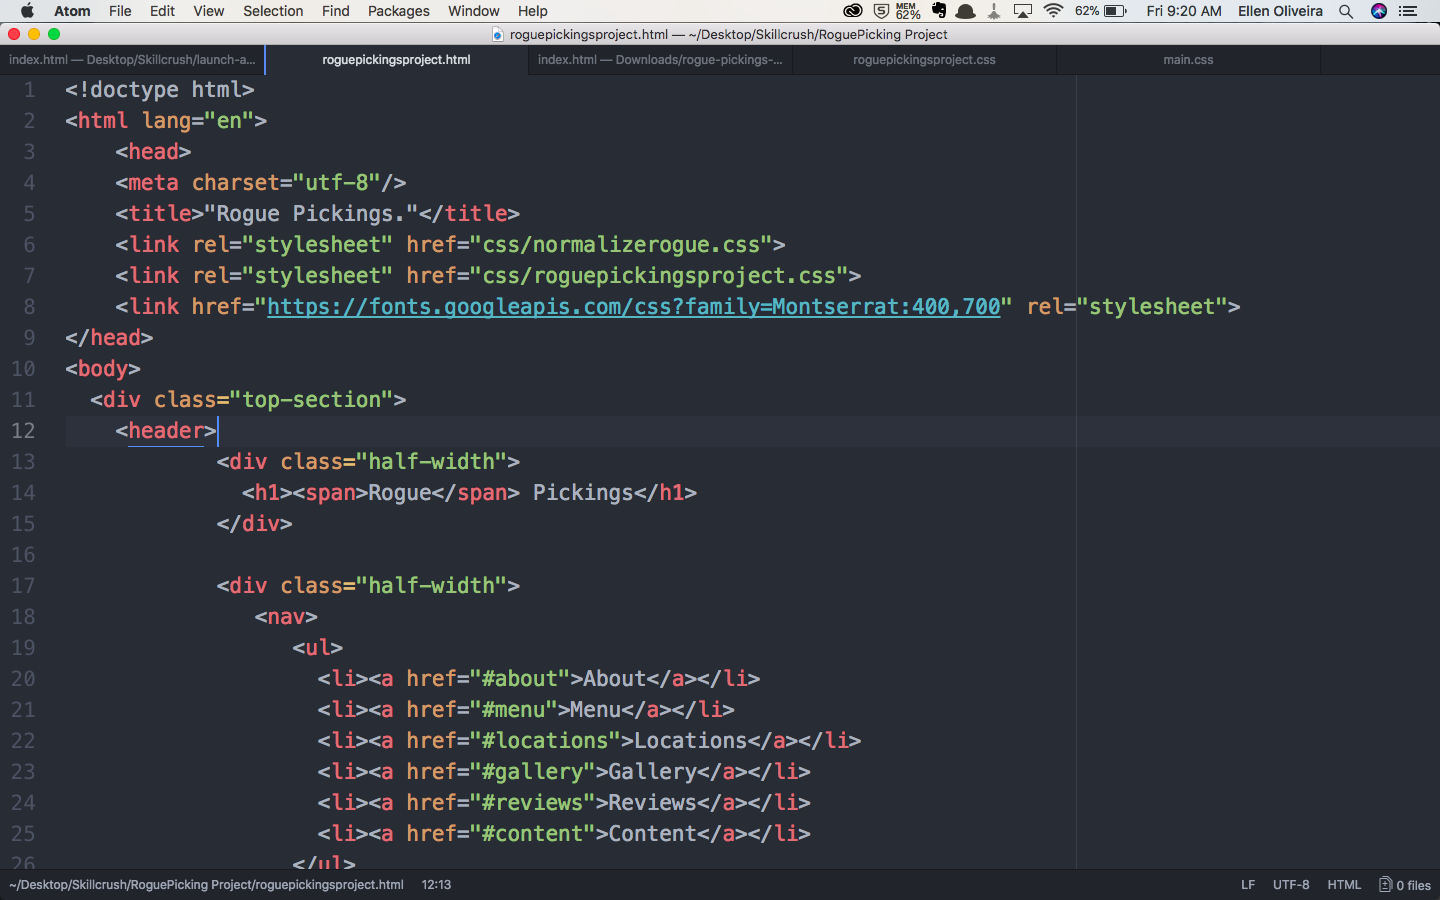 Atom File Edit View Selection Find Packages Window Help MEM 62% 62% Fri 9:20 AM Ellen Oliveira
roguepickingsproject.html — ~/Desktop/Skillcrush/RoguePicking Project
index.html — Desktop/Skillcrush/launch-a... roguepickingsproject.html index.html — Downloads/rogue-pickings-... roguepickingsproject.css main.css
1 <!doctype html>
2 <html lang="en">
3 <head>
4 <meta charset="utf-8"/>
5 <title>"Rogue Pickings."</title>
6 <link rel="stylesheet" href="css/normalizerogue.css">
7 <link rel="stylesheet" href="css/roguepickingsproject.css">
8 <link href="https://fonts.googleapis.com/css?family=Montserrat:400,700" rel="stylesheet">
9 </head>
10 <body>
11 <div class="top-section">
12 <header>
13 <div class="half-width">
14 <h1><span>Rogue</span> Pickings</h1>
15 </div>
16
17 <div class="half-width">
18 <nav>
19 <ul>
20 <li><a href="#about">About</a></li>
21 <li><a href="#menu">Menu</a></li>
22 <li><a href="#locations">Locations</a></li>
23 <li><a href="#gallery">Gallery</a></li>
24 <li><a href="#reviews">Reviews</a></li>
25 <li><a href="#content">Content</a></li>
26 </ul>
~/Desktop/Skillcrush/RoguePicking Project/roguepickingsproject.html 12:13 LF UTF-8 HTML 0 files